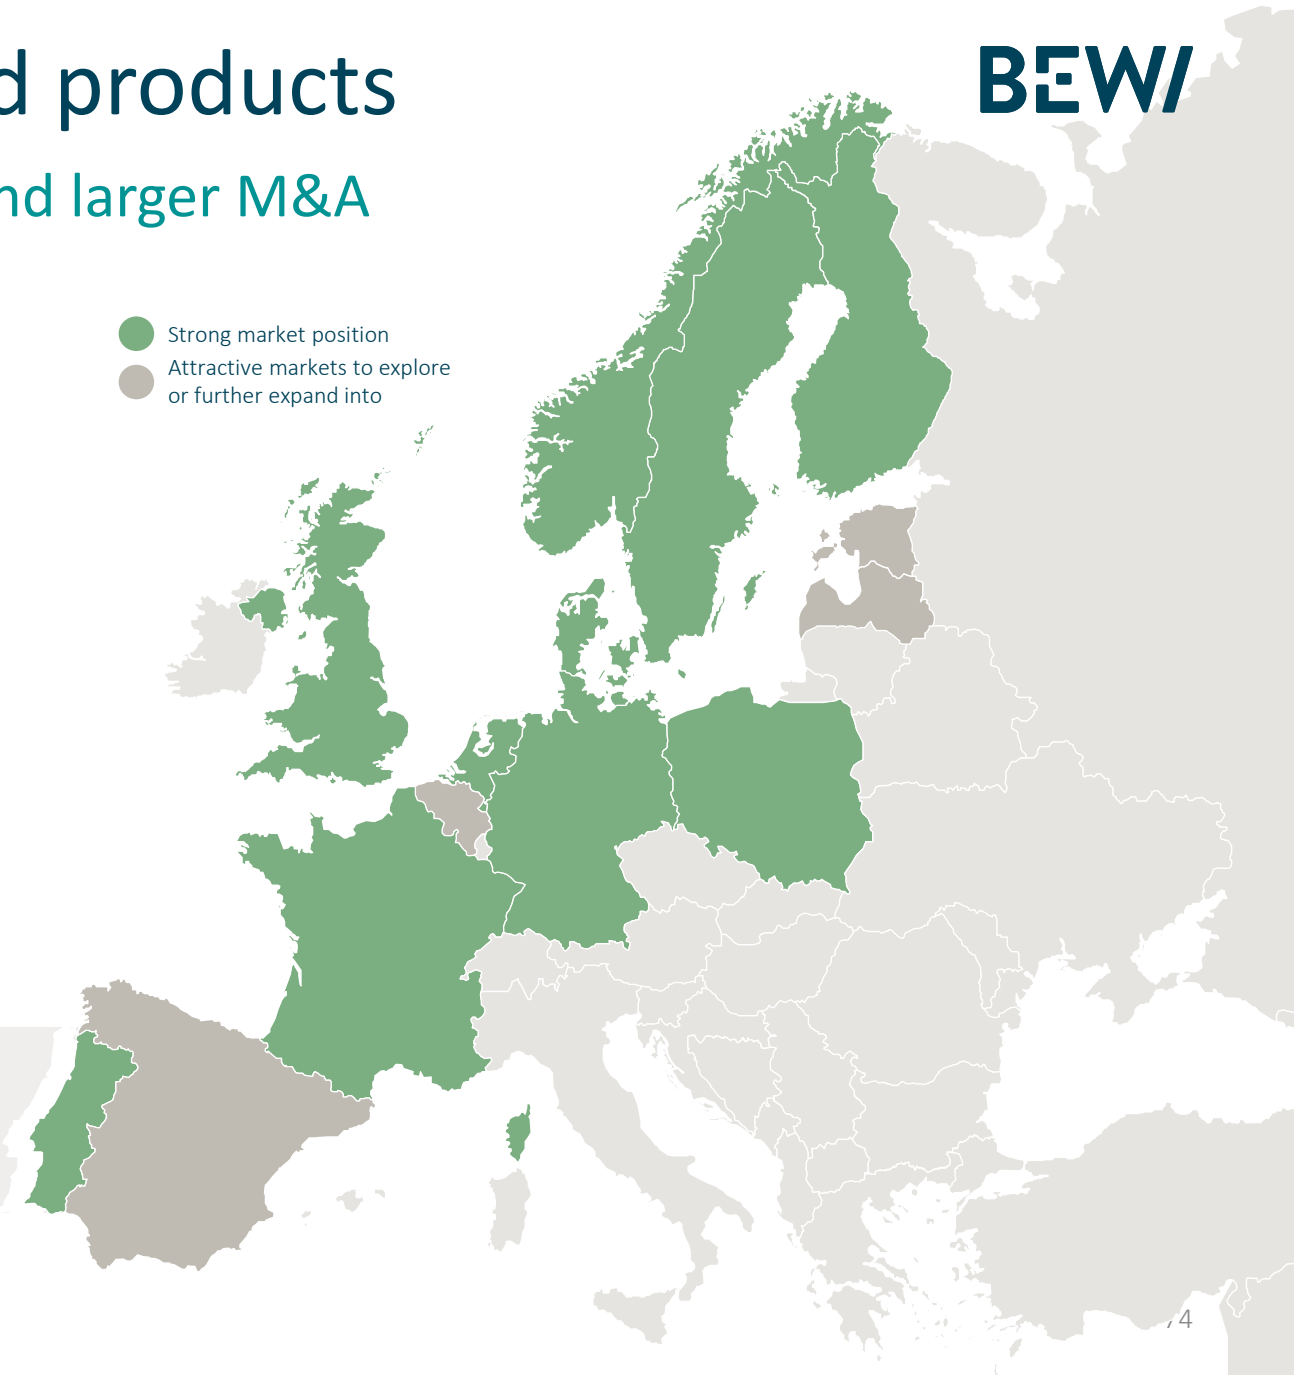 d products
BEWI
nd larger M&A
Strong market position
Attractive markets to explore
or further expand into